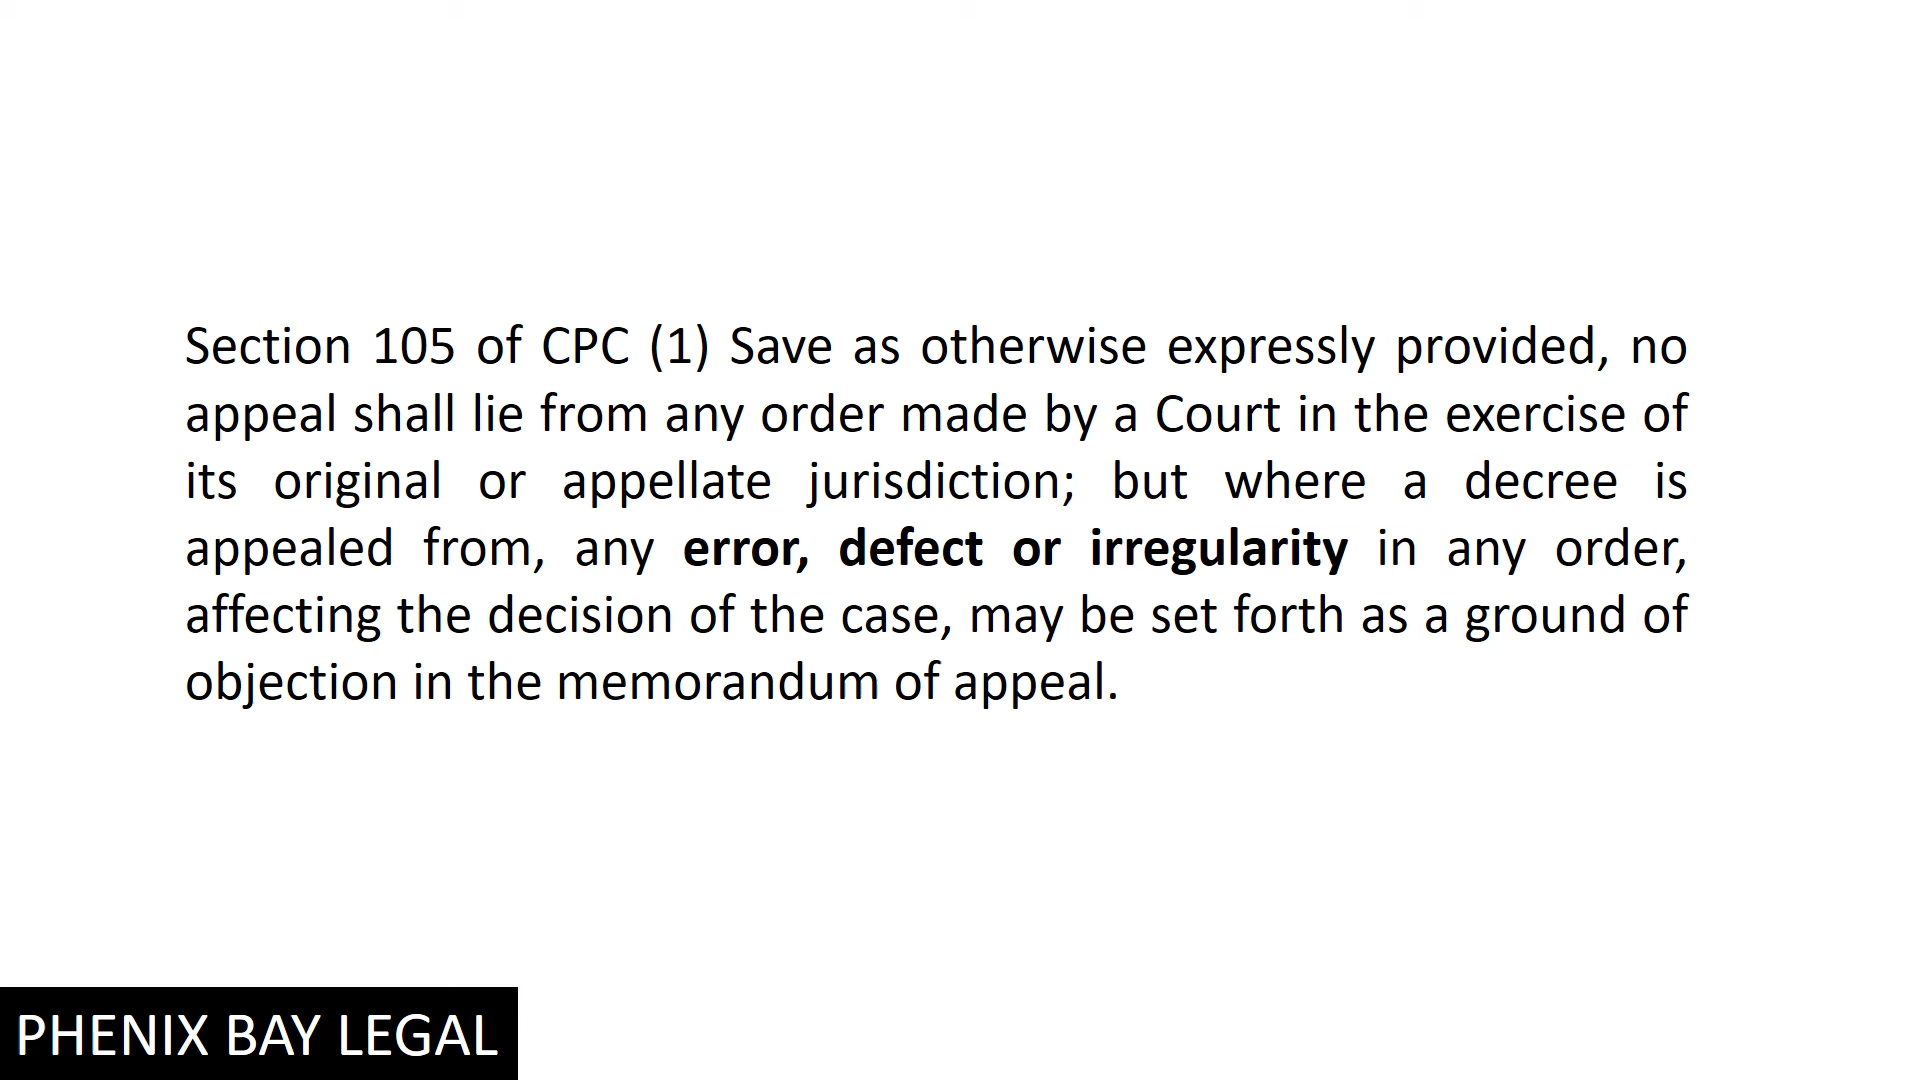 Section 105 of CPC (1) Save as otherwise expressly provided, no
appeal shall lie from any order made by a Court in the exercise of
its original or appellate jurisdiction; but where a decree is
appealed from, any error, defect or irregularity in any order,
affecting the decision of the case, may be set forth as a ground of
objection in the memorandum of appeal.
PHENIX BAY LEGAL